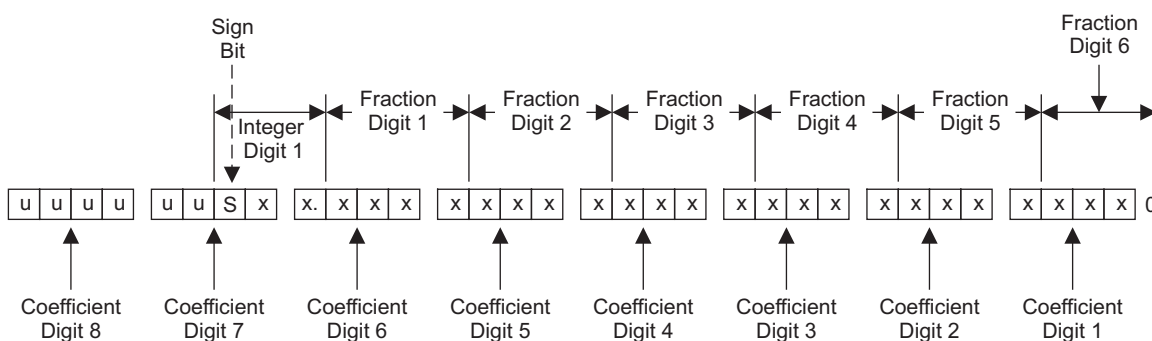 Sign
Bit
Fraction
Digit 6
Integer
Digit 1
Fraction
Digit 1
Fraction
Digit 2
Fraction
Digit 3
Fraction
Digit 4
Fraction
Digit 5
u u u u u u S x x. x x x x x x x x x x x x x x x x x x x x x x x 0
Coefficient
Digit 8
Coefficient
Digit 7
Coefficient
Digit 6
Coefficient
Digit 5
Coefficient
Digit 4
Coefficient
Digit 3
Coefficient
Digit 2
Coefficient
Digit 1